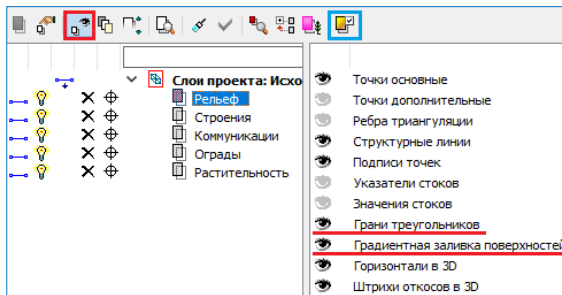 Слои проекта: Исхо
Рельеф
Строения
Коммуникации
Ограды
Растительность
Точки основные
Точки дополнительные
Ребра триангуляции
Структурные линии
Подписи точек
Указатели стоков
Значения стоков
Грани треугольников
Градиентная заливка поверхностей
Горизонтали в 3D
Штрихи откосов в 3D